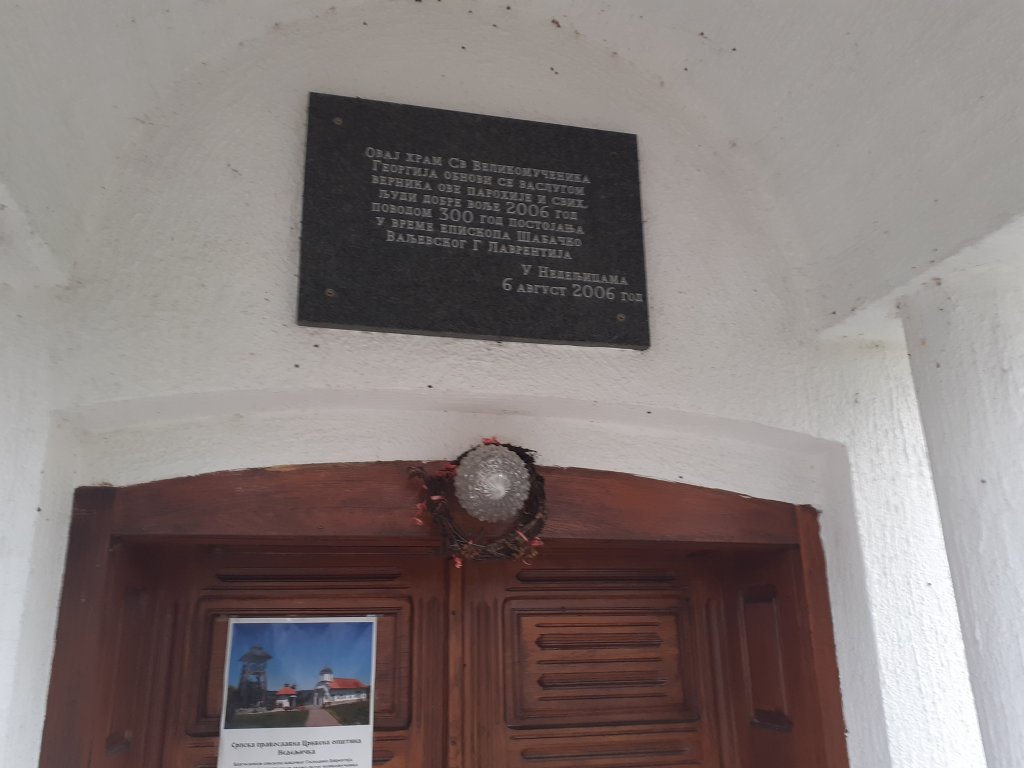 Овај храм Св Великомученика
Георгија обнови се заслугом
верника ове парохије и свих
људи добре воље 2006 год
поводом 300 год постојања
у време епископа Шабачко
Ваљевског Г Лаврентија
У Недељицама
6 август 2006 год
Српска православна Црквена општина
Недељичка